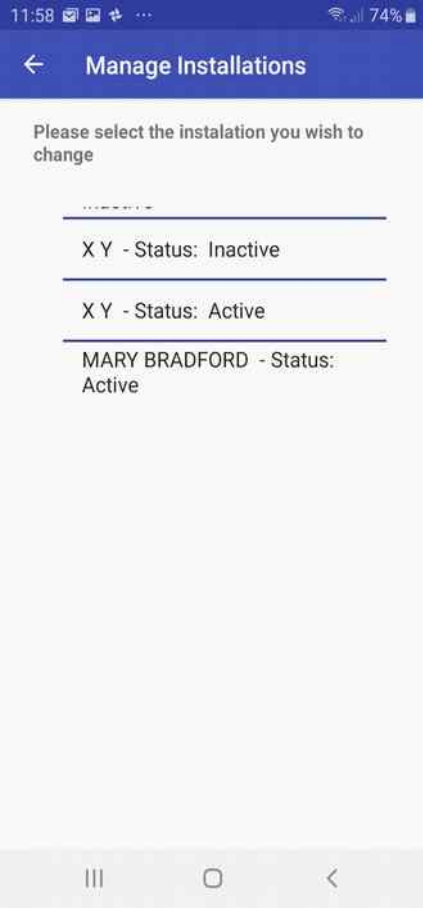 11:58 74%
Manage Installations
Please select the instalation you wish to
change
X Y - Status: Inactive
X Y - Status: Active
MARY BRADFORD - Status:
Active